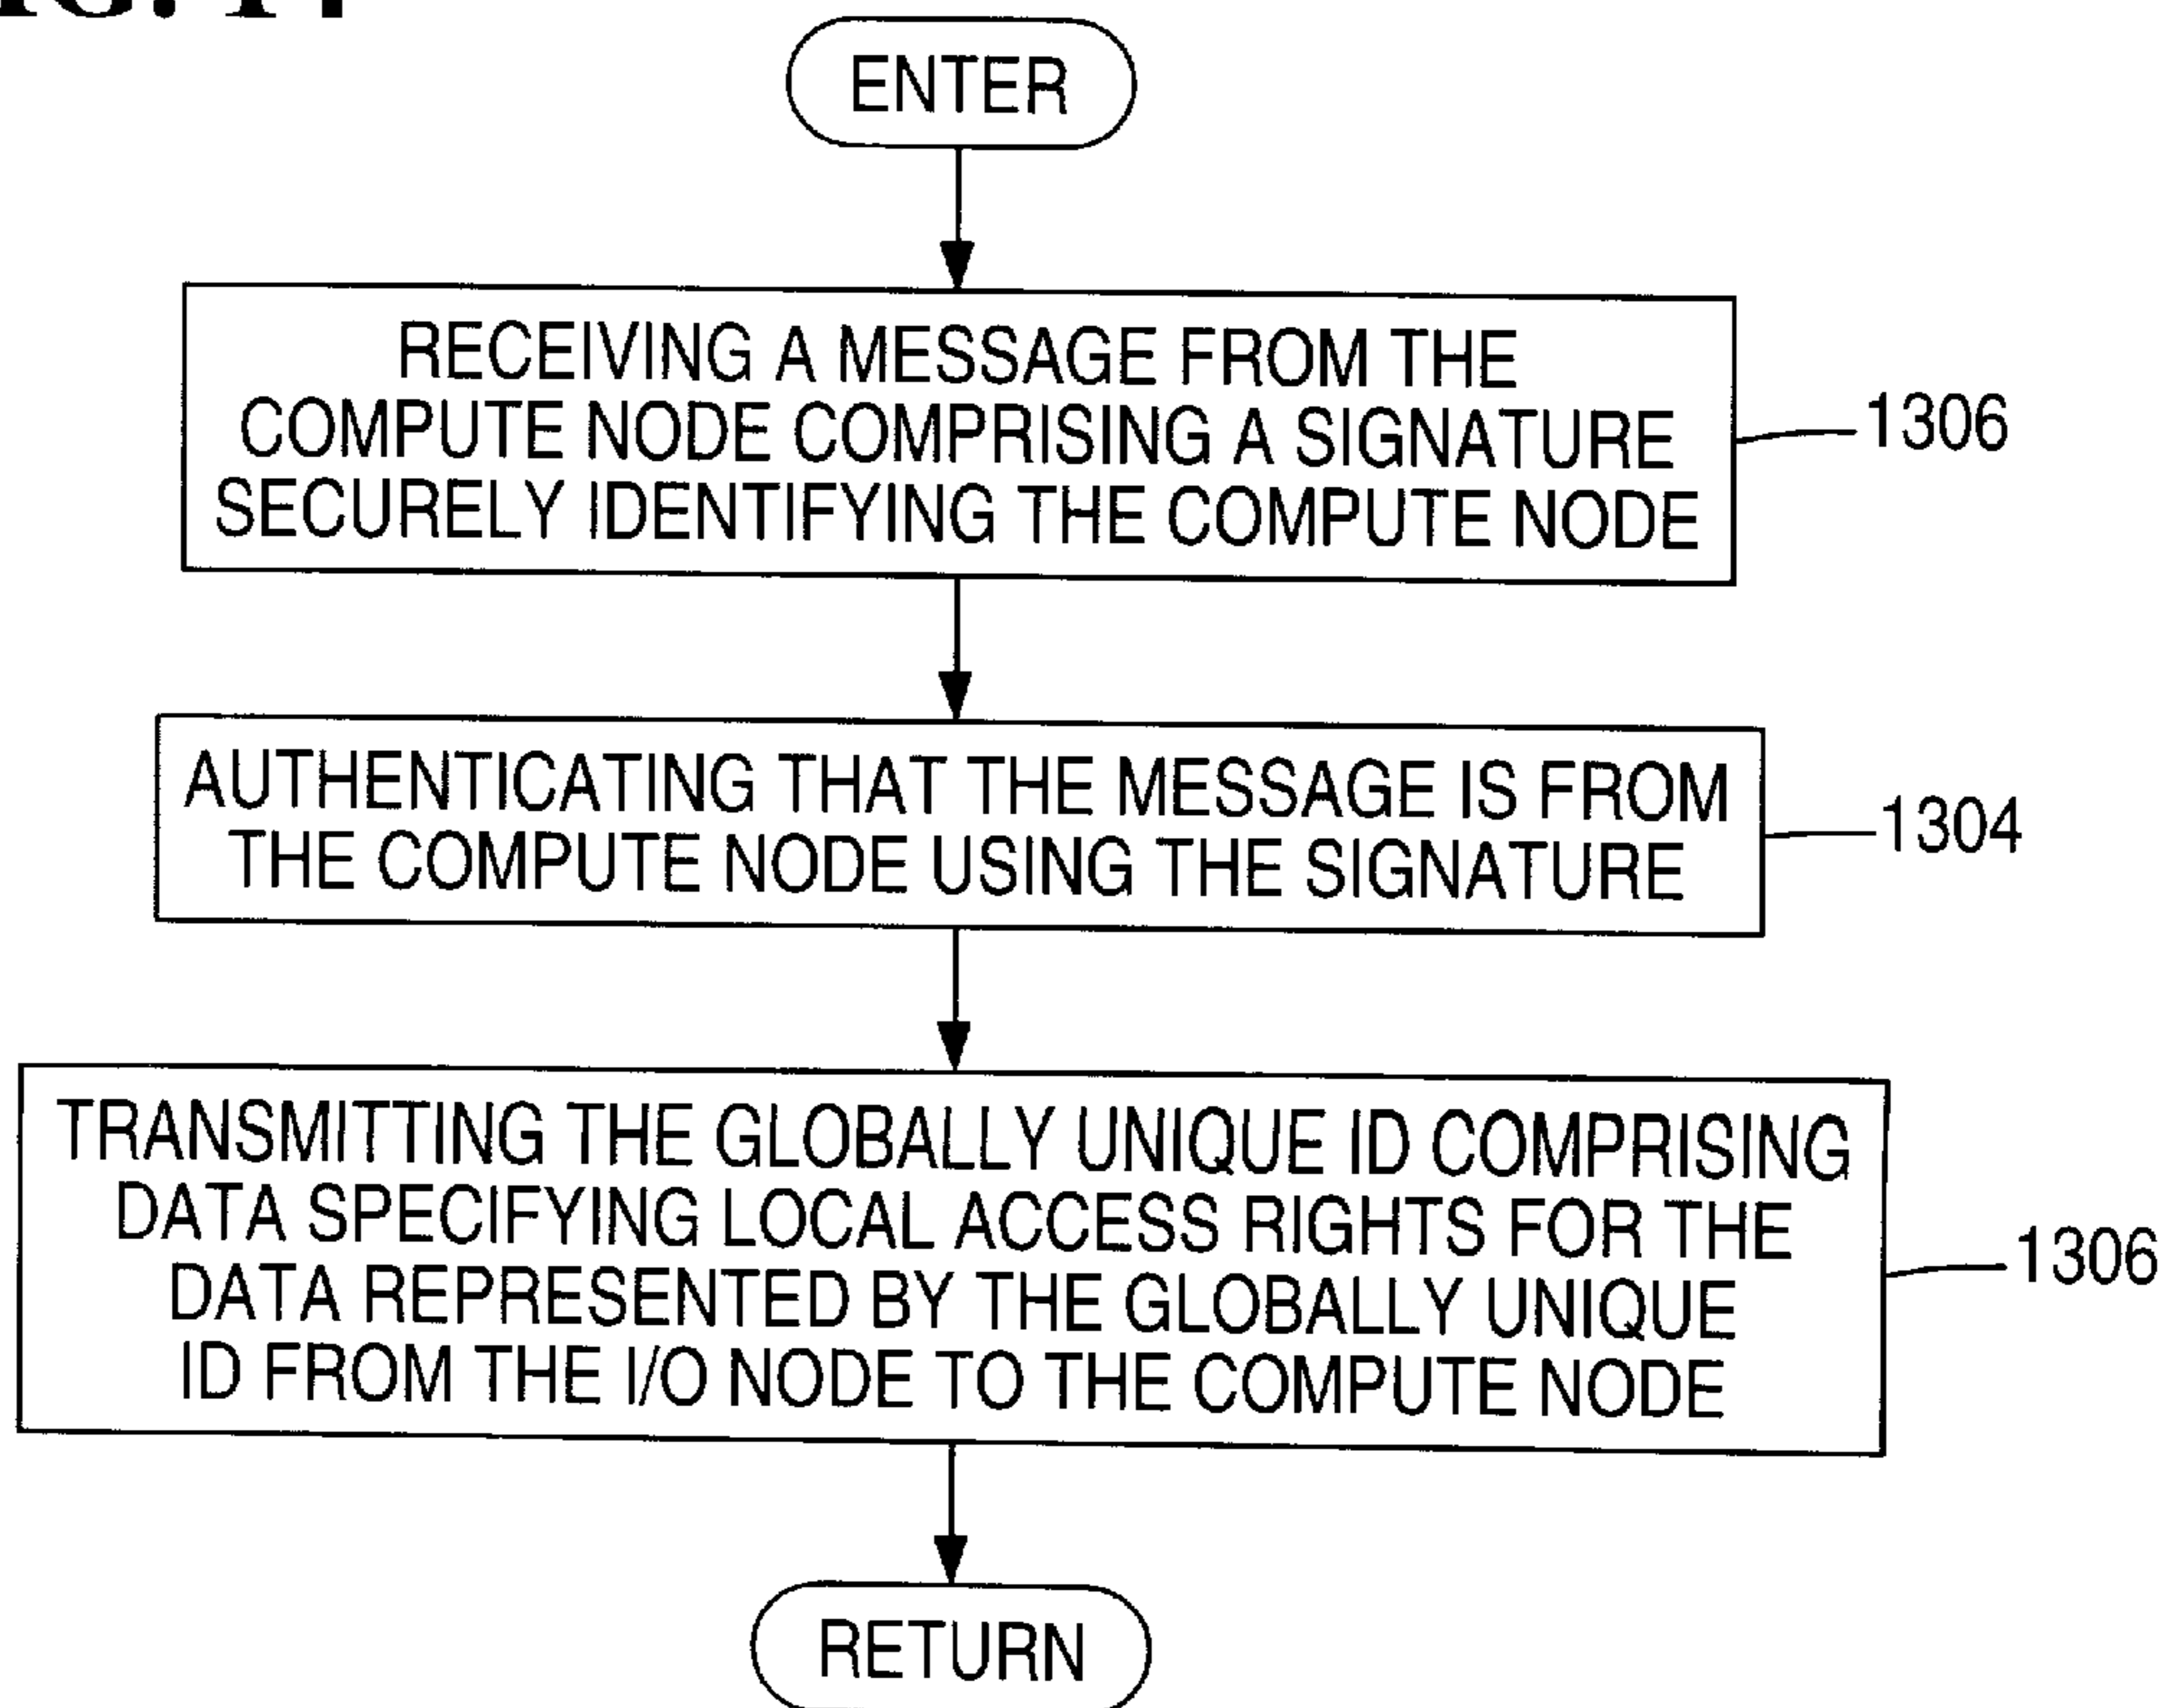 ENTER
RECEIVING A MESSAGE FROM THE
COMPUTE NODE COMPRISING A SIGNATURE
SECURELY IDENTIFYING THE COMPUTE NODE
1306
AUTHENTICATING THAT THE MESSAGE IS FROM
THE COMPUTE NODE USING THE SIGNATURE
1304
TRANSMITTING THE GLOBALLY UNIQUE ID COMPRISING
DATA SPECIFYING LOCAL ACCESS RIGHTS FOR THE
DATA REPRESENTED BY THE GLOBALLY UNIQUE
ID FROM THE I/O NODE TO THE COMPUTE NODE
1306
RETURN